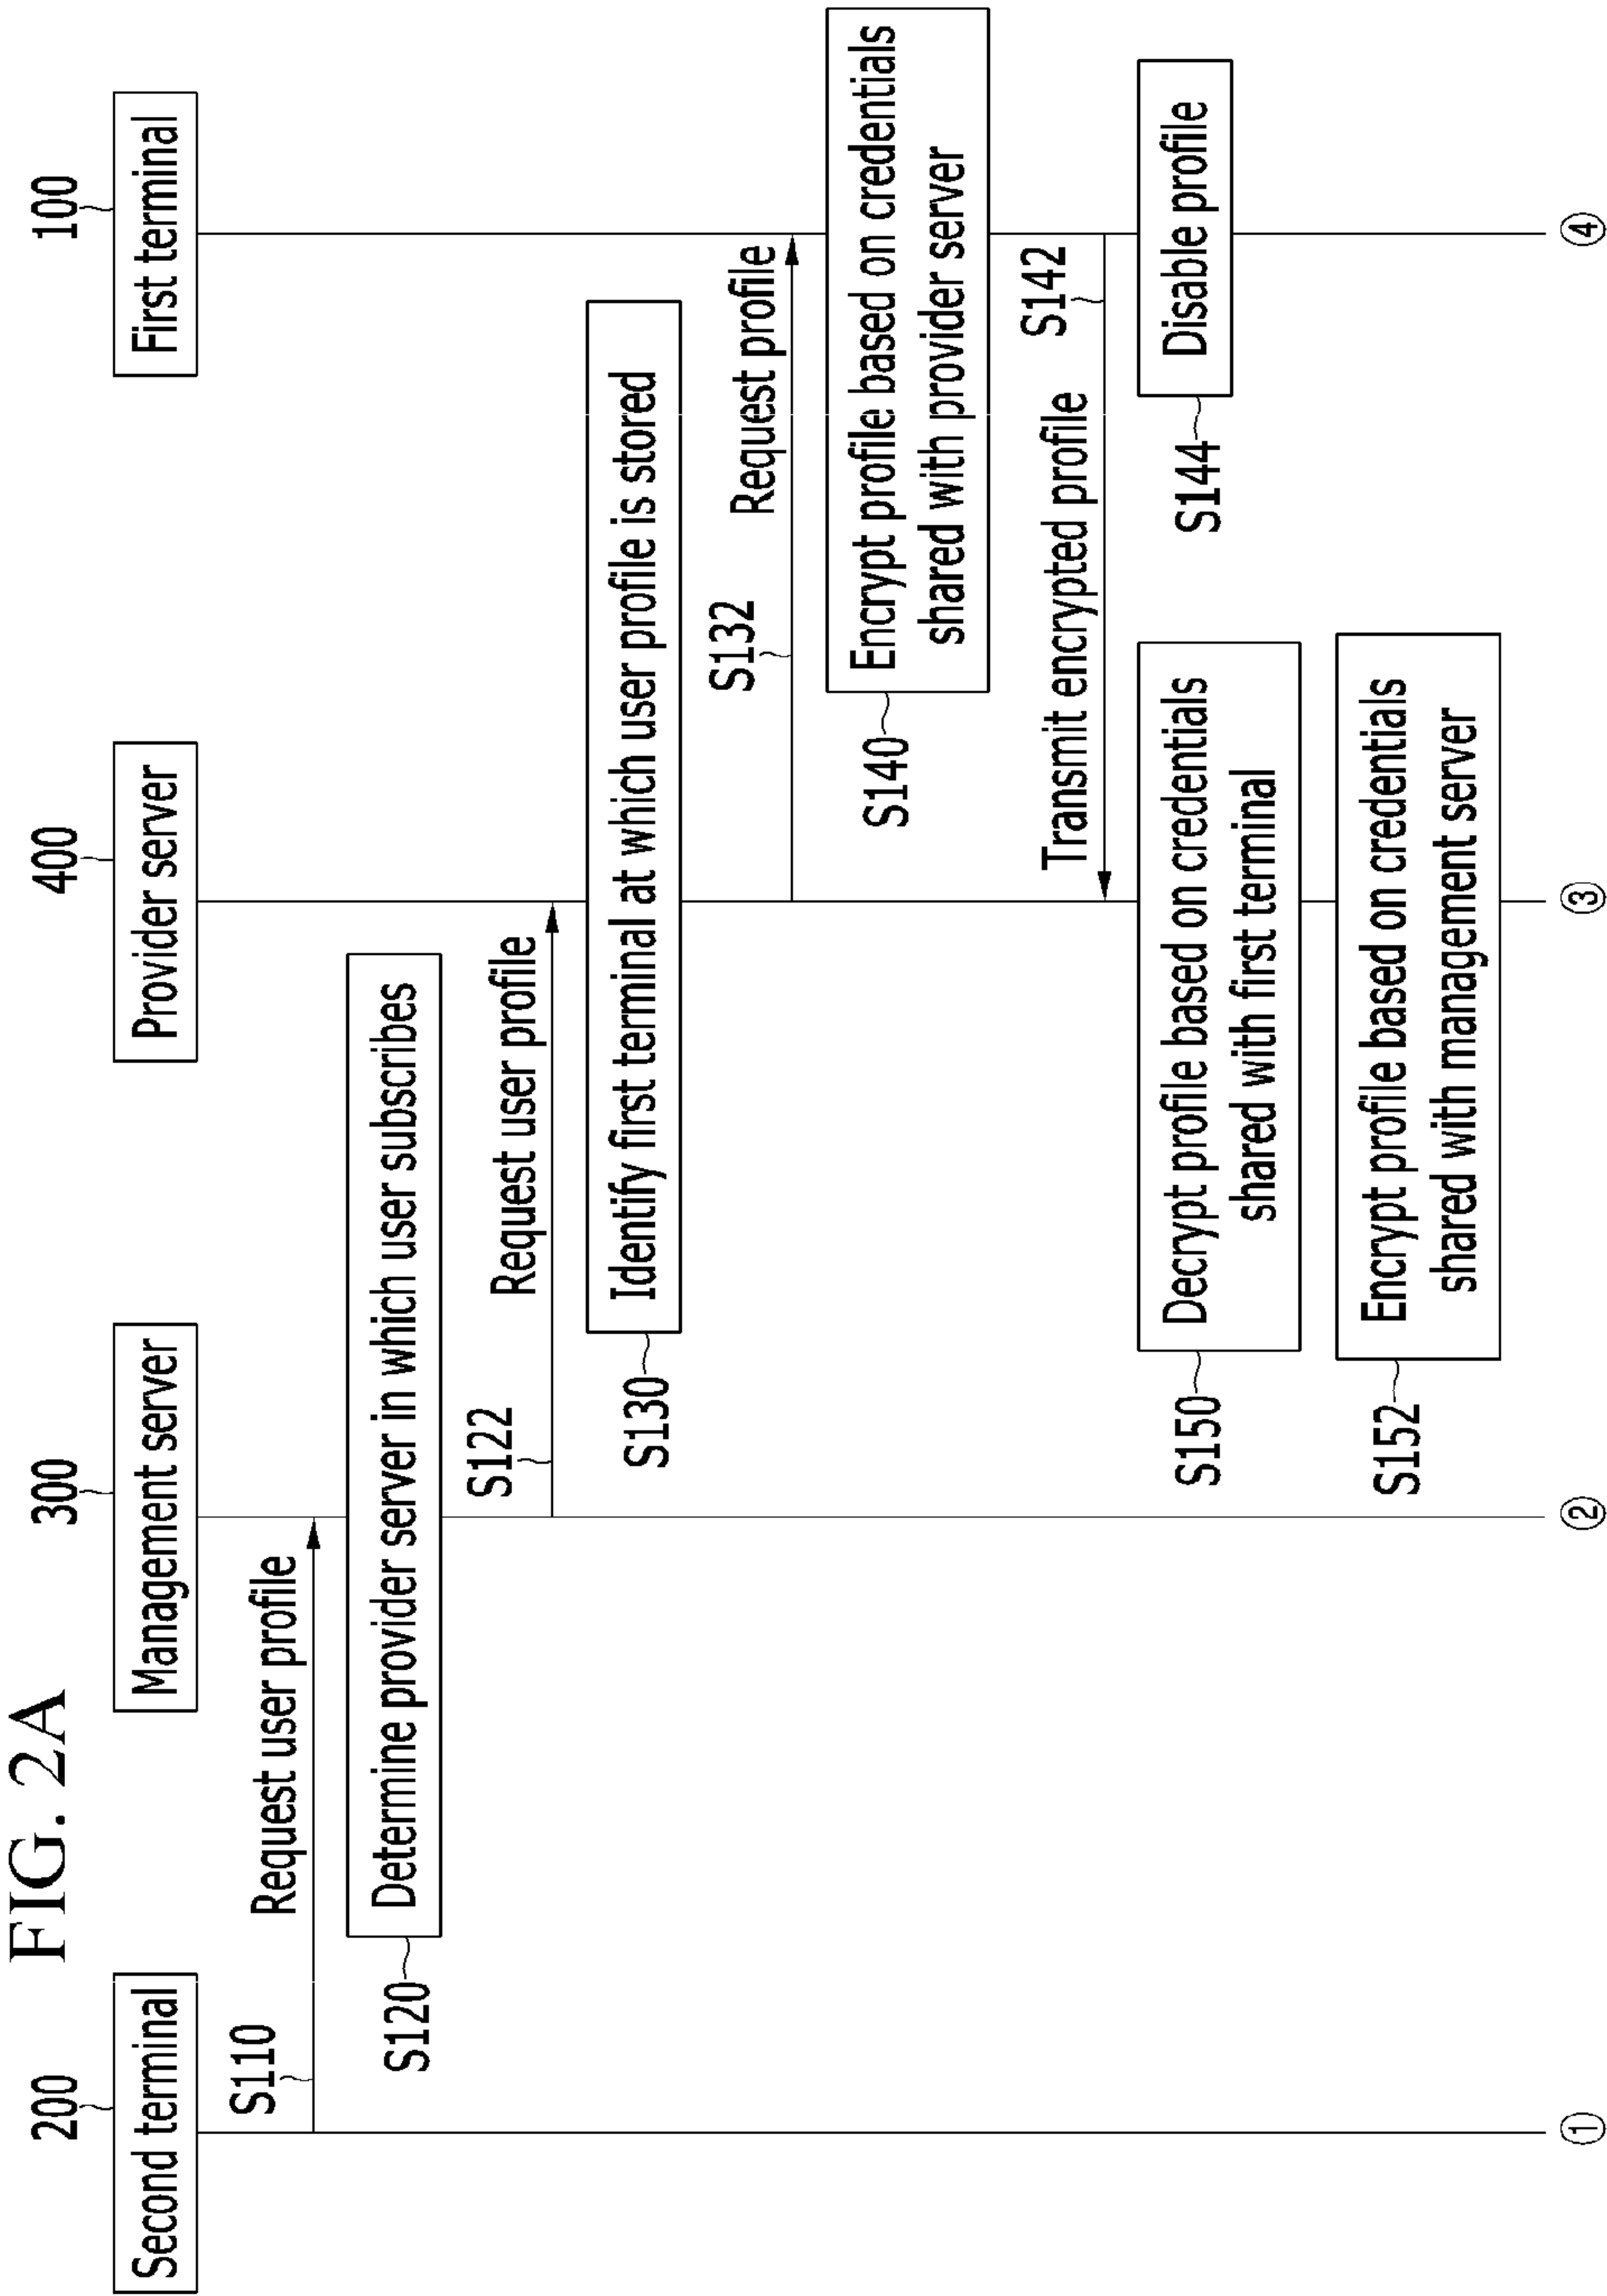 FIG. 2A
200
300
400
100
Second terminal
Management server
Provider server
First terminal
S110
Request user profile
S120
Determine provider server in which user subscribes
S122
Request user profile
S130
Identify first terminal at which user profile is stored
S132
Request profile
S140
Encrypt profile based on credentials
shared with provider server
Transmit encrypted profile
S142
S144
Disable profile
S150
Decrypt profile based on credentials
shared with first terminal
S152
Encrypt profile based on credentials
shared with management server
①
②
③
④